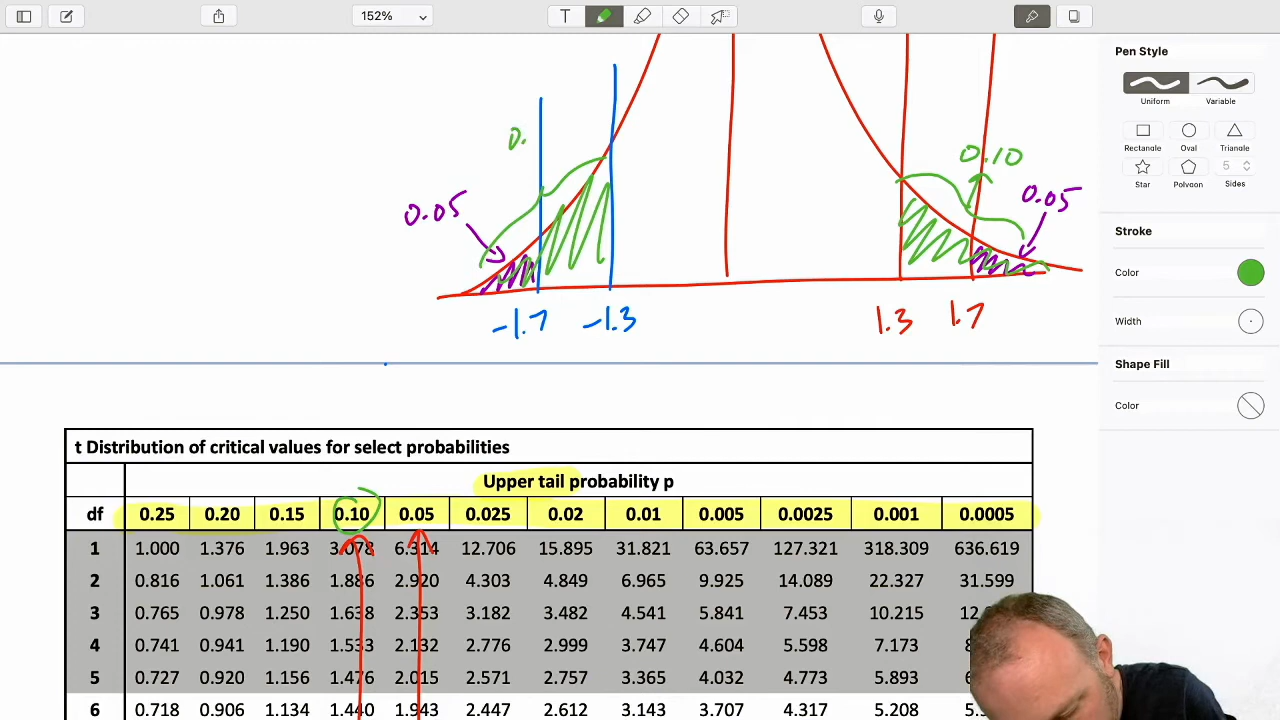 152%
T
Pen Style
Uniform
Variable
Rectangle
Oval
Triangle
Star
Polygon
5
Sides
Stroke
Color
Width
Shape Fill
Color
0.
0.10
0.05
0.05
-1.7 -1.3 1.3 1.7
t Distribution of critical values for select probabilities
Upper tail probability p
df 0.25 0.20 0.15 0.10 0.05 0.025 0.02 0.01 0.005 0.0025 0.001 0.0005
1 1.000 1.376 1.963 3.078 6.314 12.706 15.895 31.821 63.657 127.321 318.309 636.619
2 0.816 1.061 1.386 1.886 2.920 4.303 4.849 6.965 9.925 14.089 22.327 31.599
3 0.765 0.978 1.250 1.638 2.353 3.182 3.482 4.541 5.841 7.453 10.215
4 0.741 0.941 1.190 1.533 2.132 2.776 2.999 3.747 4.604 5.598 7.173
5 0.727 0.920 1.156 1.476 2.015 2.571 2.757 3.365 4.032 4.773 5.893
6 0.718 0.906 1.134 1.440 1.943 2.447 2.612 3.143 3.707 4.317 5.208